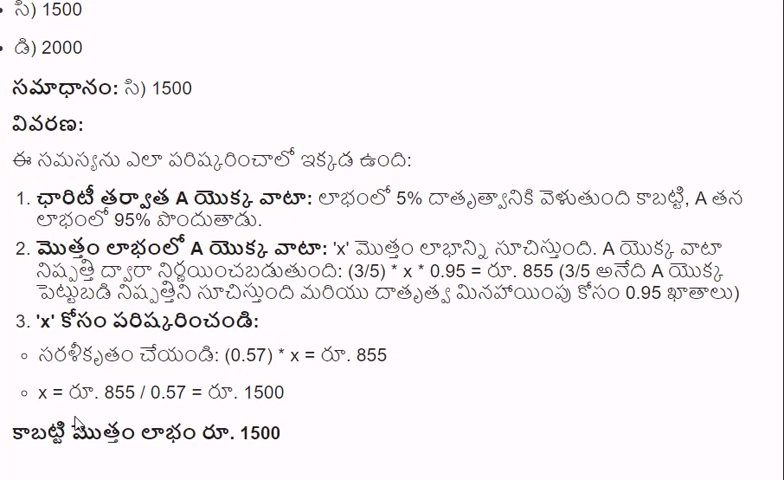 • సి) 1500
• డి) 2000
సమాధానం: సి) 1500
వివరణ:
ఈ సమస్యను ఎలా పరిష్కరించాలో ఇక్కడ ఉంది:
1. ఛారిటీ తర్వాత A యొక్క వాటా: లాభంలో 5% దాతృత్వానికి వెళుతుంది కాబట్టి, A తన
లాభంలో 95% పొందుతాడు.
2. మొత్తం లాభంలో A యొక్క వాటా: 'x' మొత్తం లాభాన్ని సూచిస్తుంది. A యొక్క వాటా
నిష్పత్తి ద్వారా నిర్ణయించబడుతుంది: (3/5) * x * 0.95 = రూ. 855 (3/5 అనేది A యొక్క
పెట్టుబడి నిష్పత్తిని సూచిస్తుంది మరియు దాతృత్వ మినహాయింపు కోసం 0.95 ఖాతాలు)
3. 'x' కోసం పరిష్కరించండి:
◦ సరళీకృతం చేయండి: (0.57) * x = రూ. 855
◦ x = రూ. 855 / 0.57 = రూ. 1500
కాబట్టి మొత్తం లాభం రూ. 1500